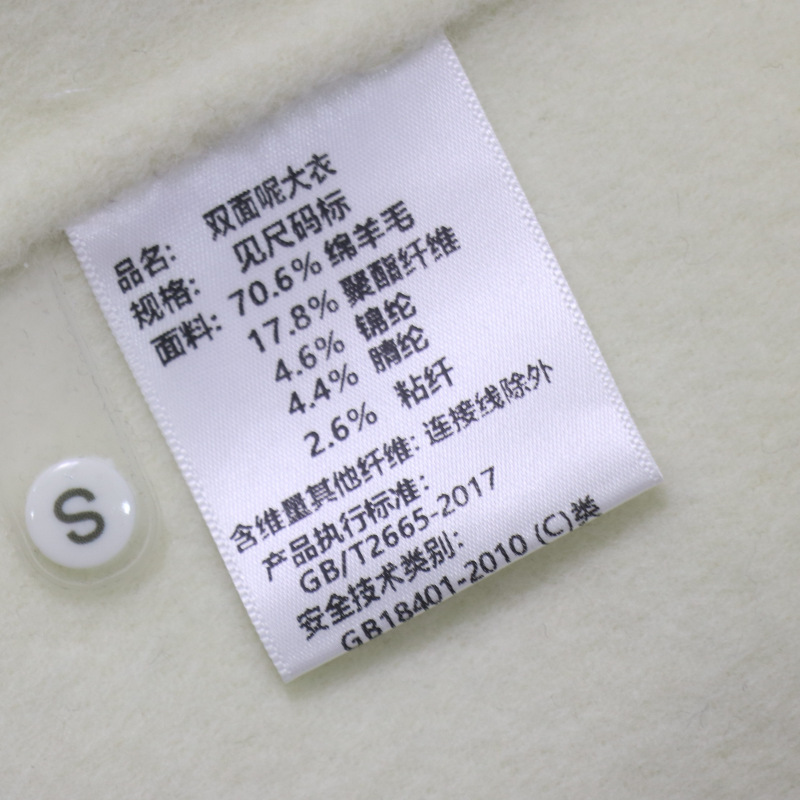 品名: 双面呢大衣
规格: 见尺码标
面料: 70.6% 绵羊毛
17.8% 聚酯纤维
4.6% 锦纶
4.4% 腈纶
2.6% 粘纤
含维量其他纤维: 连接线除外
产品执行标准:
GB/T2665-2017
安全技术类别:
GB18401-2010 (C)类
S